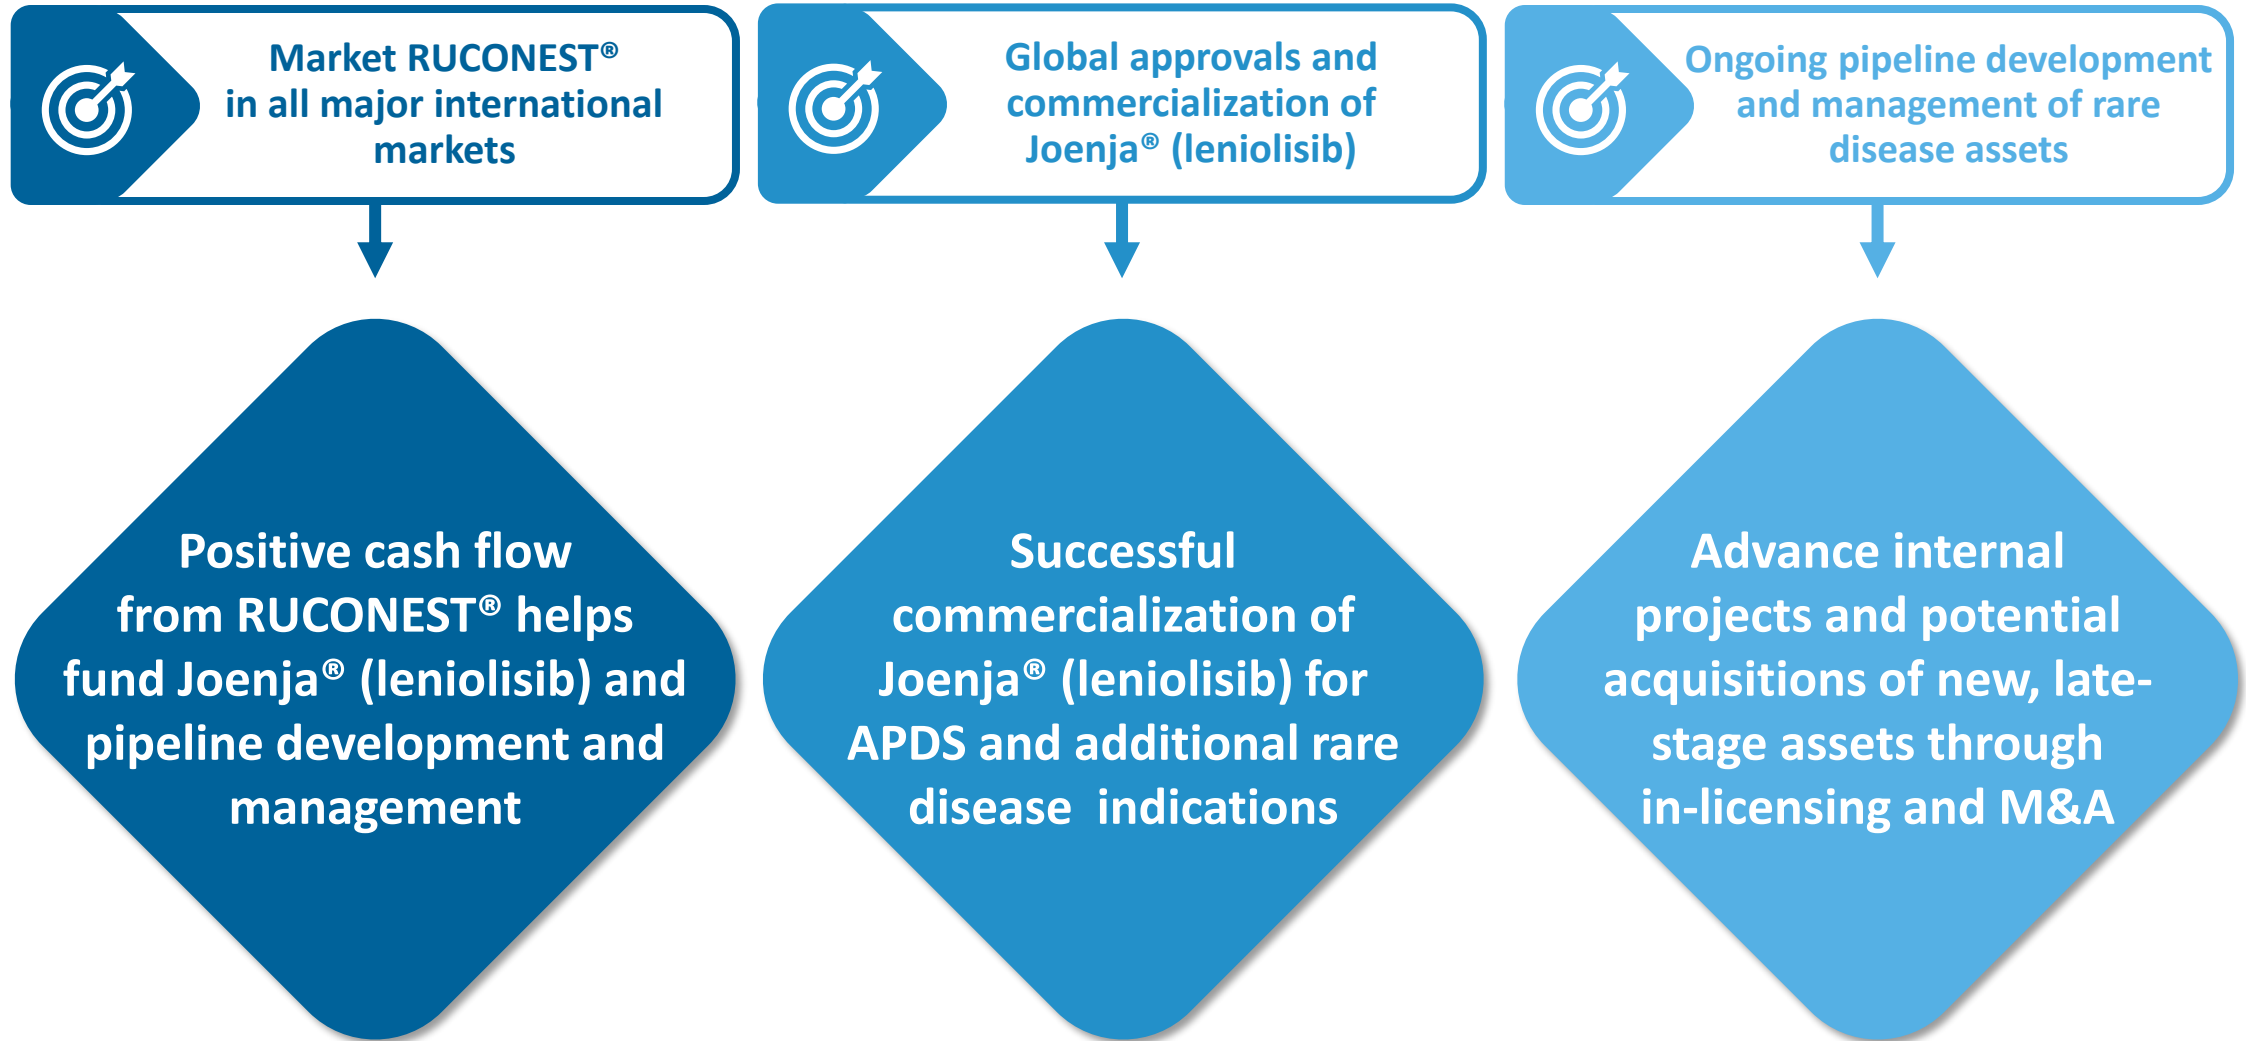 Market RUCONEST®
in all major international
markets
Global approvals and
commercialization of
Joenja® (leniolisib)
Ongoing pipeline development
and management of rare
disease assets
Positive cash flow
from RUCONEST® helps
fund Joenja® (leniolisib) and
pipeline development and
management
Successful
commercialization of
Joenja® (leniolisib) for
APDS and additional rare
disease  indications
Advance internal
projects and potential
acquisitions of new, late-
stage assets through
in-licensing and M&A